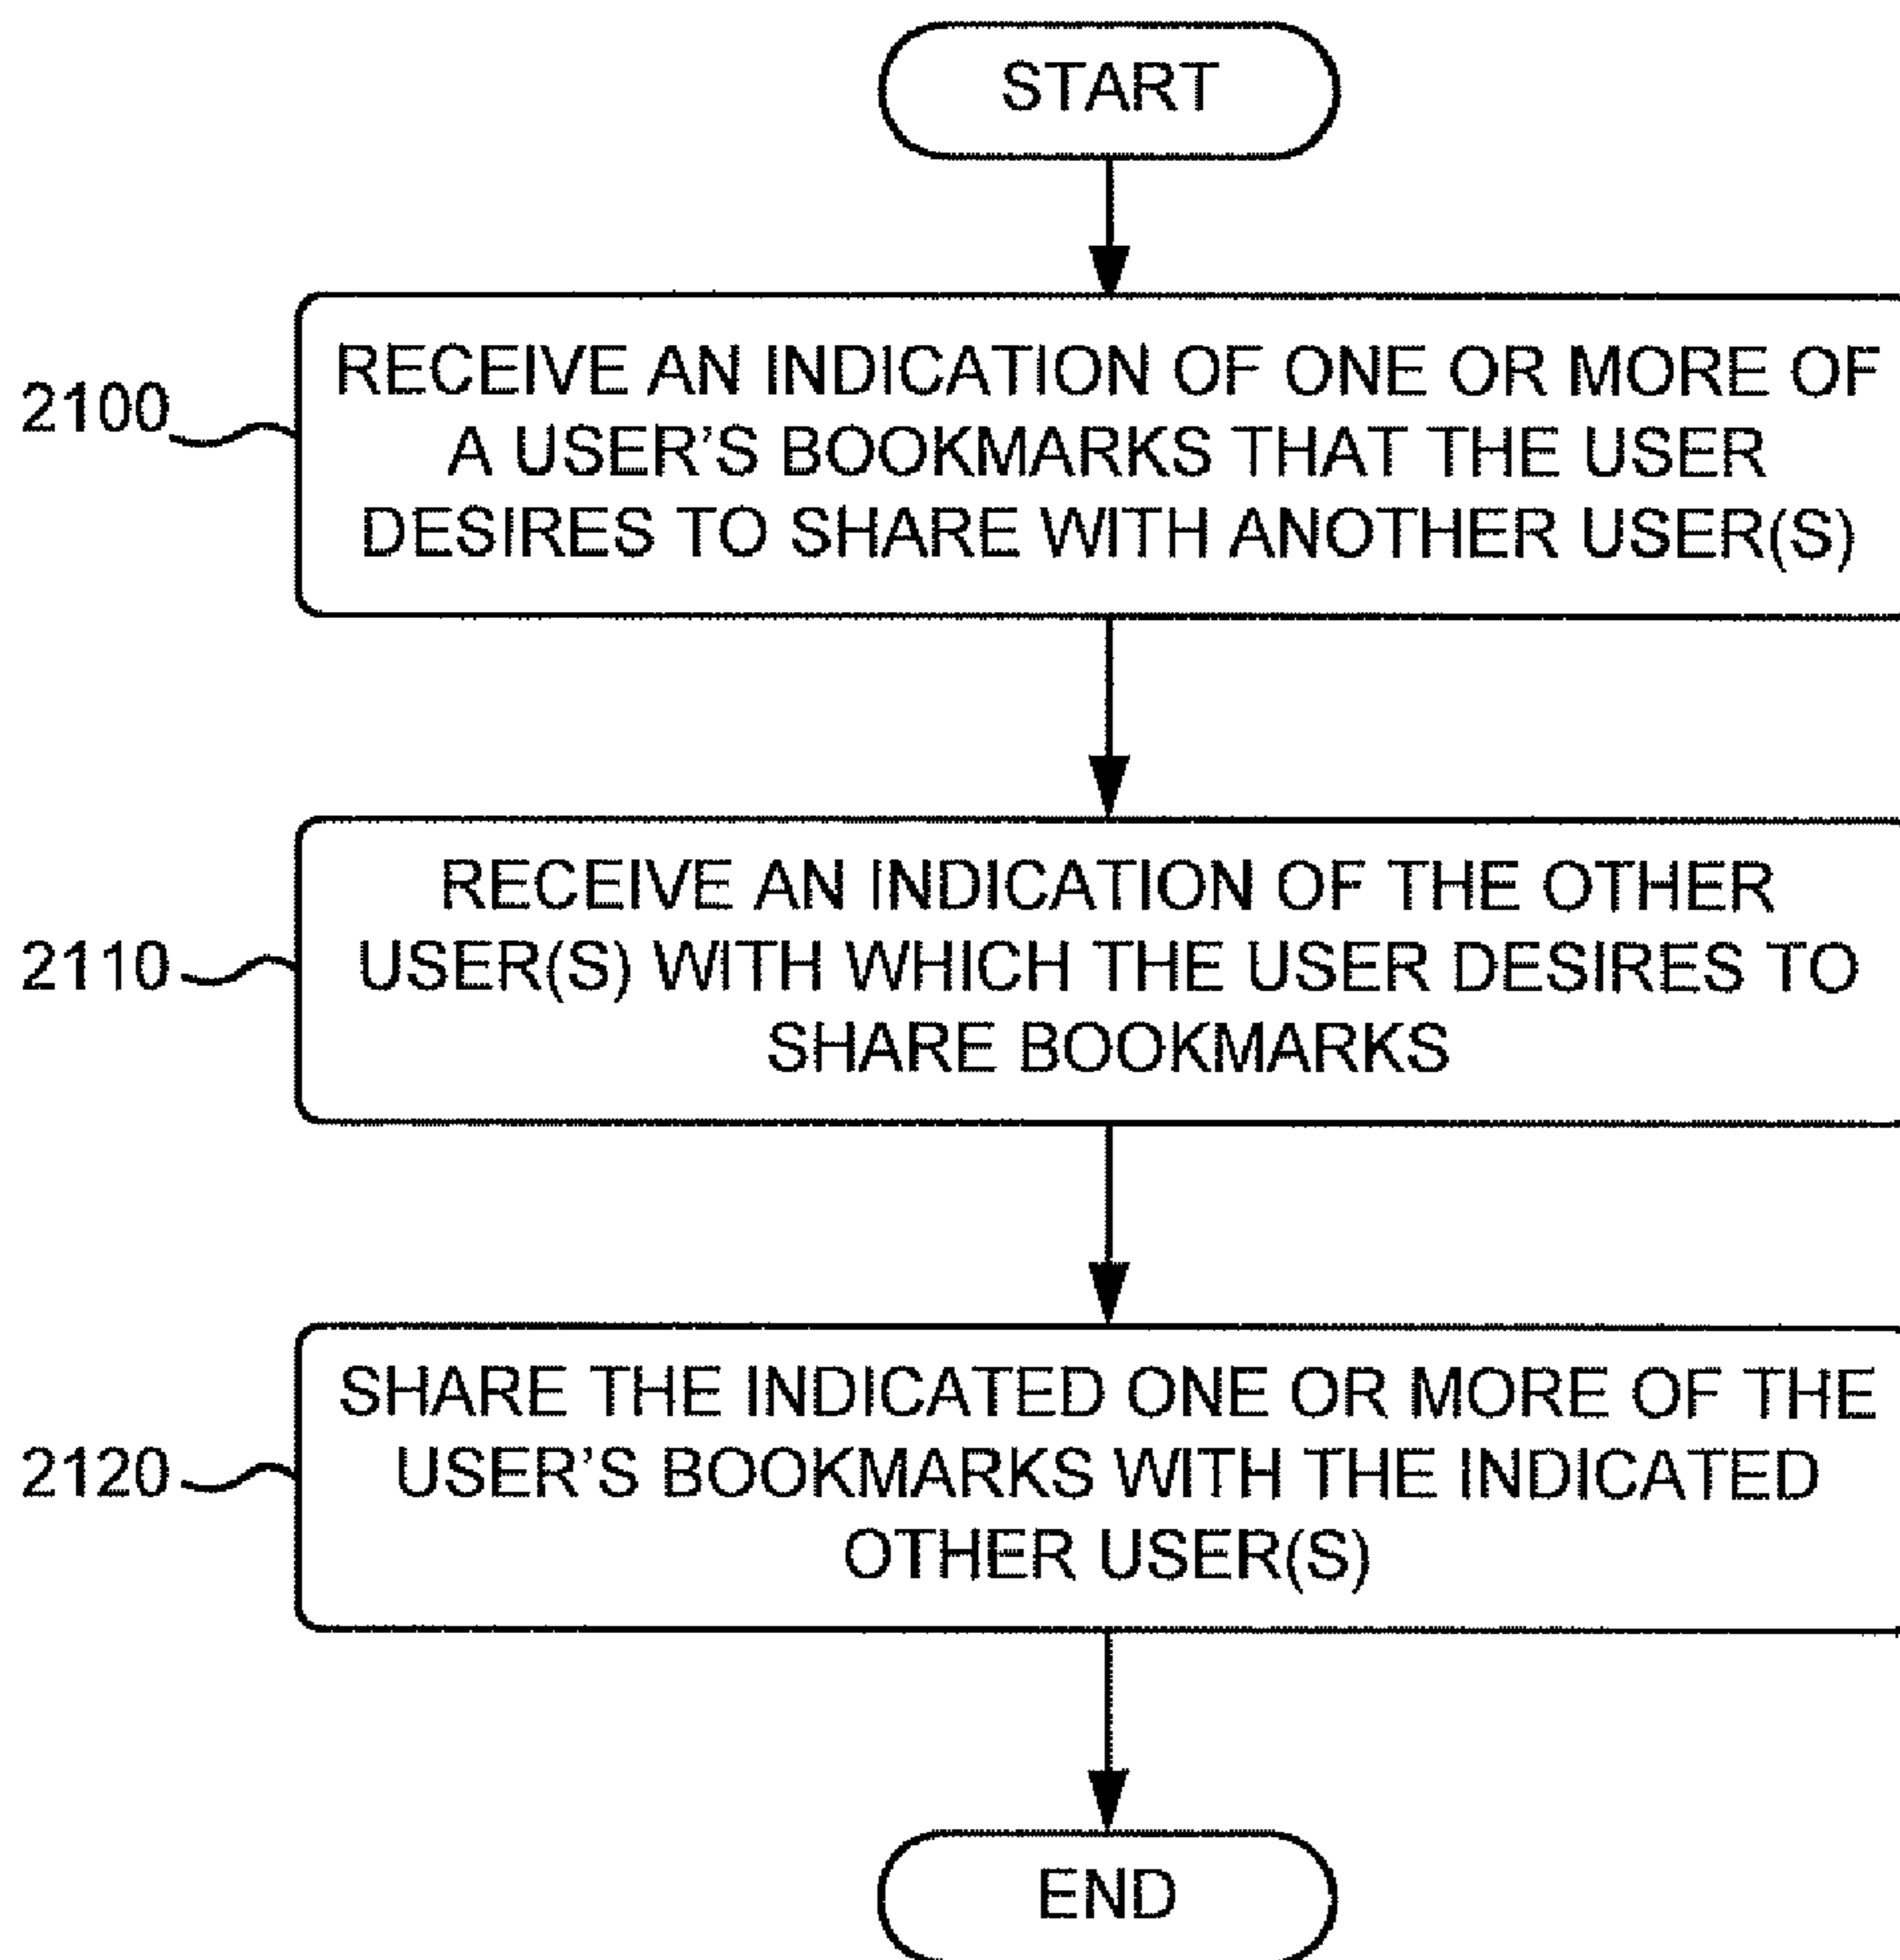 START
2100
RECEIVE AN INDICATION OF ONE OR MORE OF
A USER'S BOOKMARKS THAT THE USER
DESIRES TO SHARE WITH ANOTHER USER(S)
2110
RECEIVE AN INDICATION OF THE OTHER
USER(S) WITH WHICH THE USER DESIRES TO
SHARE BOOKMARKS
2120
SHARE THE INDICATED ONE OR MORE OF THE
USER'S BOOKMARKS WITH THE INDICATED
OTHER USER(S)
END